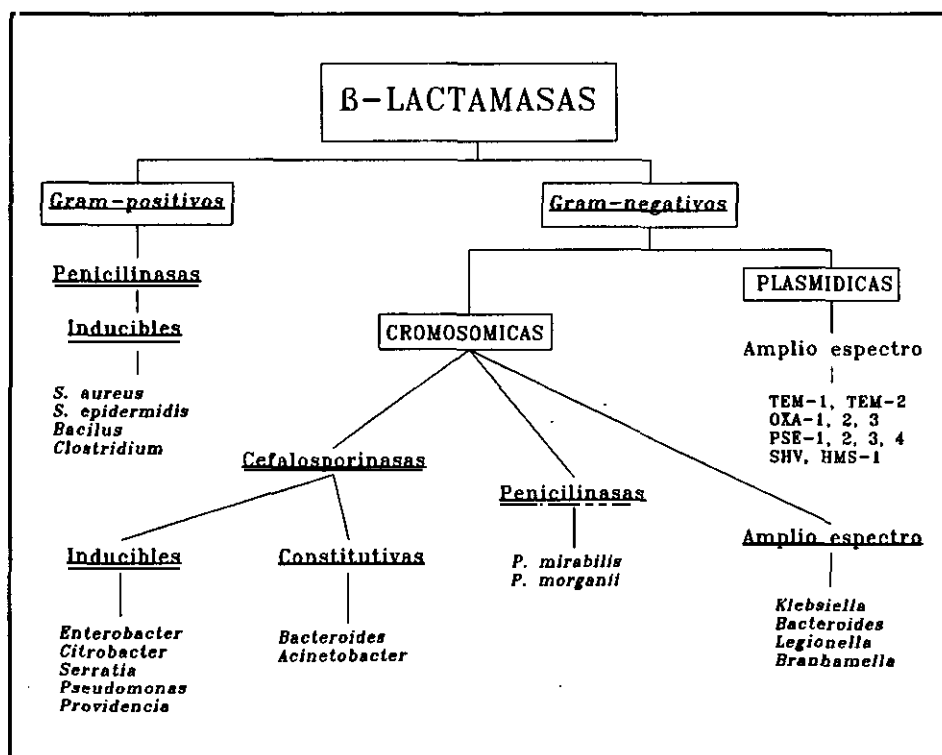 ß-LACTAMASAS
Gram-positivos
Gram-negativos
Penicilinasas
PLASMIDICAS
Inducibles
CROMOSOMICAS
Amplio espectro
S. aureus
S. epidermidis
Bacilus
Clostridium
TEM-1, TEM-2
OXA-1, 2, 3
PSE-1, 2, 3, 4
SHV, HMS-1
Cefalosporinasas
Penicilinasas
Inducibles
Constitutivas
Amplio espectro
P. mirabilis
P. morganii
Enterobacter
Citrobacter
Serratia
Pseudomonas
Providencia
Bacteroides
Acinetobacter
Klebsiella
Bacteroides
Legionella
Branhamella